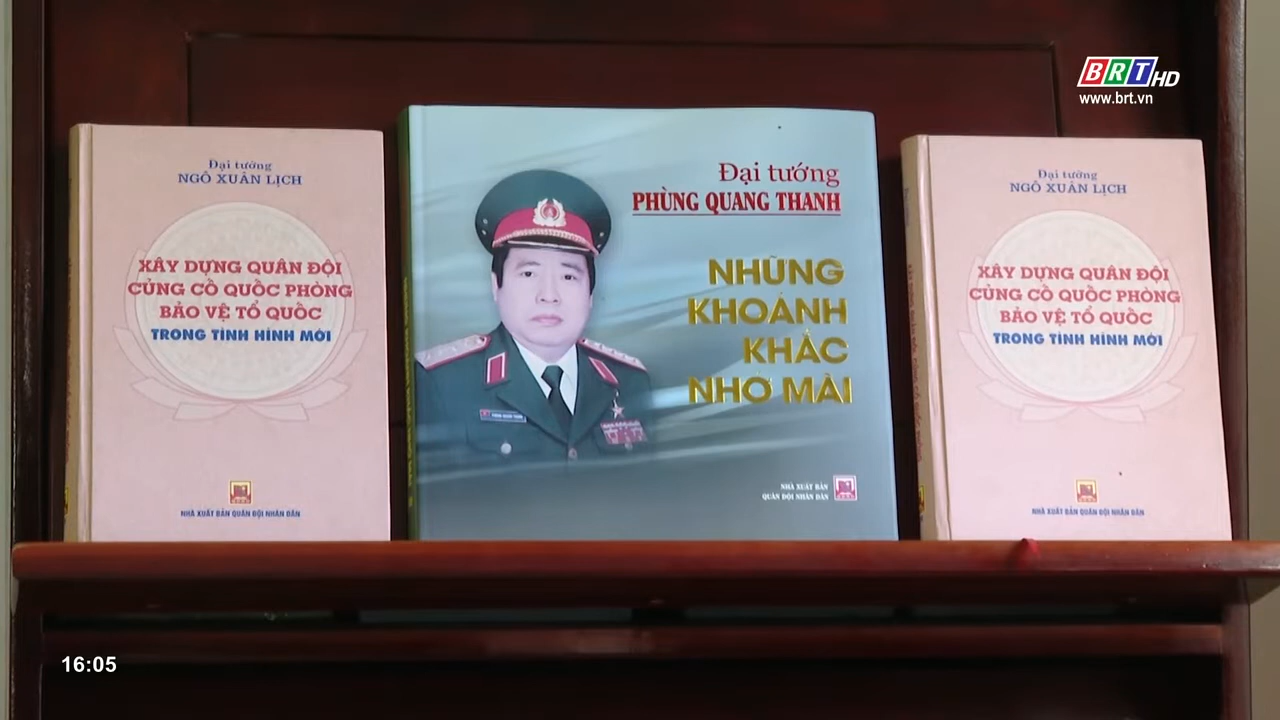 BRT HD
www.brt.vn
Đại tướng
NGÔ XUÂN LỊCH
XÂY DỰNG QUÂN ĐỘI
CỦNG CỐ QUỐC PHÒNG
BẢO VỆ TỔ QUỐC
TRONG TÌNH HÌNH MỚI
NHÀ XUẤT BẢN QUÂN ĐỘI NHÂN DÂN
Đại tướng
PHÙNG QUANG THANH
NHỮNG
KHOẢNH
KHẮC
NHỚ MÃI
NHÀ XUẤT BẢN
QUÂN ĐỘI NHÂN DÂN
Đại tướng
NGÔ XUÂN LỊCH
XÂY DỰNG QUÂN ĐỘI
CỦNG CỐ QUỐC PHÒNG
BẢO VỆ TỔ QUỐC
TRONG TÌNH HÌNH MỚI
NHÀ XUẤT BẢN QUÂN ĐỘI NHÂN DÂN
16:05